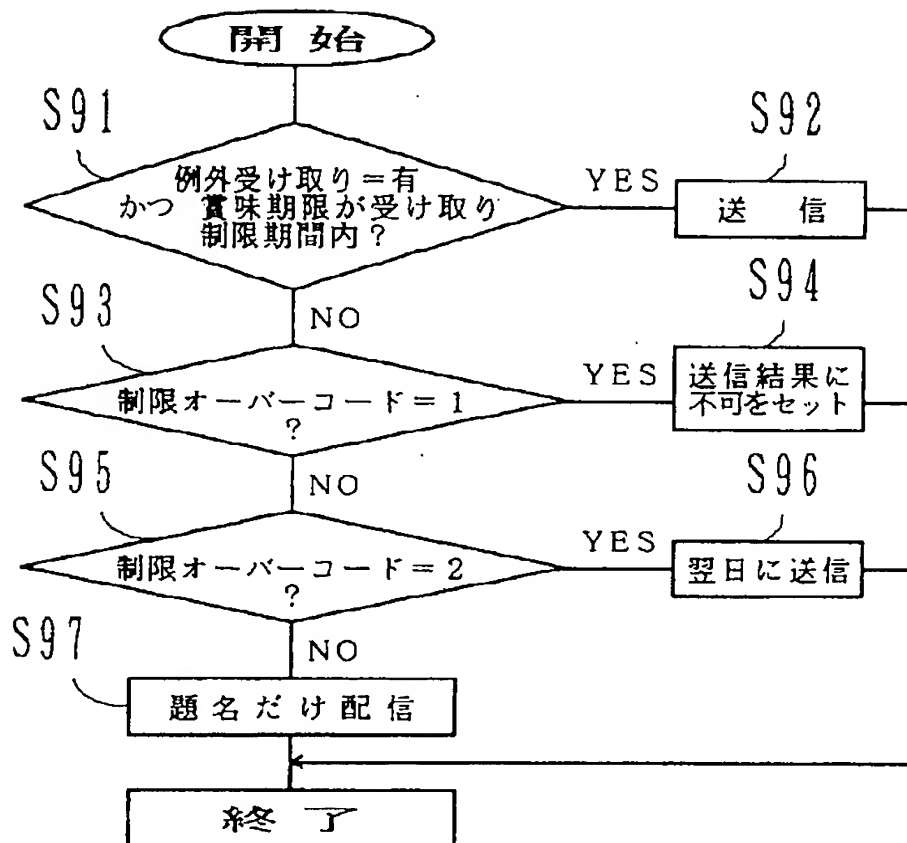 開始
S91
例外受け取り=有
かつ 賞味期限が受け取り
制限期間内?
YES
S92
送信
NO
S93
制限オーバーコード=1
?
YES
S94
送信結果に
不可をセット
NO
S95
制限オーバーコード=2
?
YES
S96
翌日に送信
NO
S97
題名だけ配信
終了